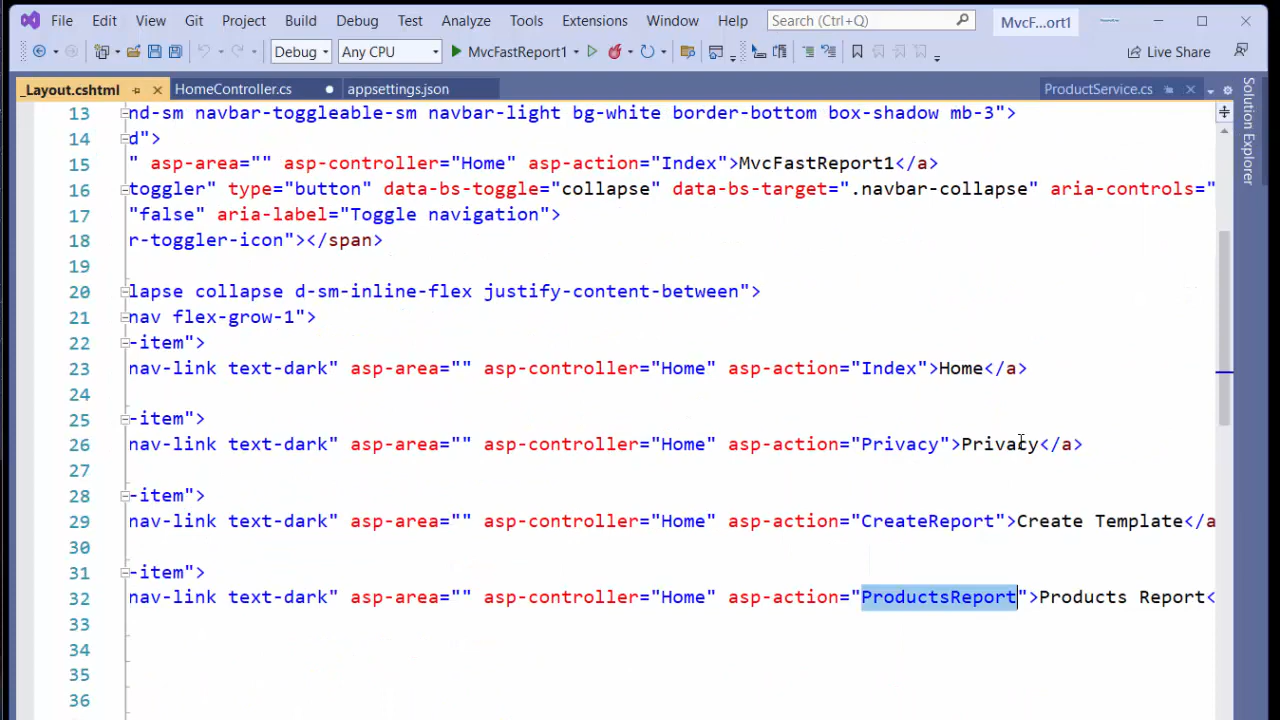 File Edit View Git Project Build Debug Test Analyze Tools Extensions Window Help Search (Ctrl+Q) MvcF...ort1
Debug Any CPU MvcFastReport1 Live Share
_Layout.cshtml HomeController.cs appsettings.json ProductService.cs
Solution Explorer
13 nd-sm navbar-toggleable-sm navbar-light bg-white border-bottom box-shadow mb-3">
14 d">
15 " asp-area="" asp-controller="Home" asp-action="Index">MvcFastReport1</a>
16 toggler" type="button" data-bs-toggle="collapse" data-bs-target=".navbar-collapse" aria-controls="
17 "false" aria-label="Toggle navigation">
18 r-toggler-icon"></span>
19
20 lapse collapse d-sm-inline-flex justify-content-between">
21 nav flex-grow-1">
22 -item">
23 nav-link text-dark" asp-area="" asp-controller="Home" asp-action="Index">Home</a>
24
25 -item">
26 nav-link text-dark" asp-area="" asp-controller="Home" asp-action="Privacy">Privacy</a>
27
28 -item">
29 nav-link text-dark" asp-area="" asp-controller="Home" asp-action="CreateReport">Create Template</a
30
31 -item">
32 nav-link text-dark" asp-area="" asp-controller="Home" asp-action="ProductsReport">Products Report<
33
34
35
36